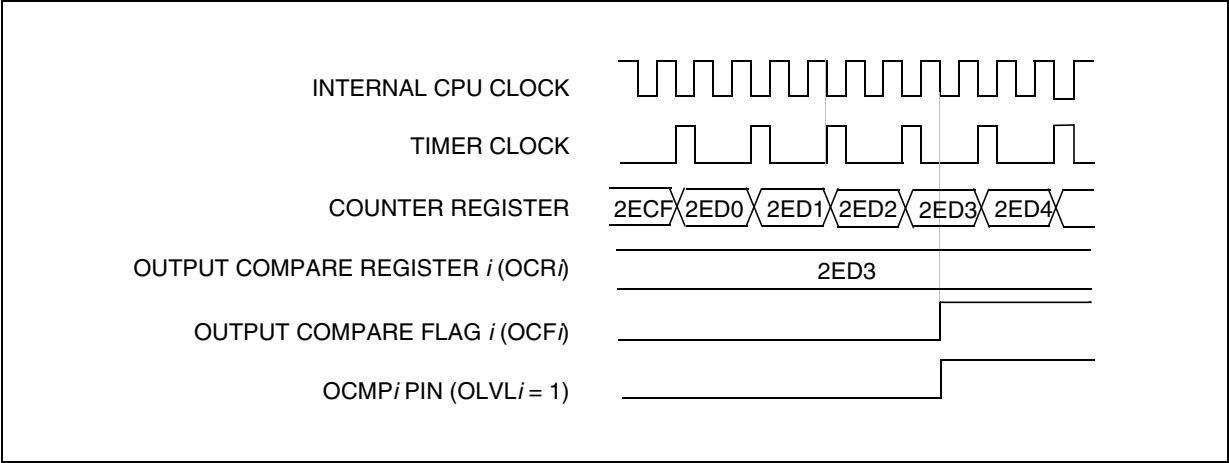 INTERNAL CPU CLOCK
TIMER CLOCK
COUNTER REGISTER 2ECF 2ED0 2ED1 2ED2 2ED3 2ED4
OUTPUT COMPARE REGISTER i (OCRi) 2ED3
OUTPUT COMPARE FLAG i (OCFi)
OCMPi PIN (OLVLi = 1)